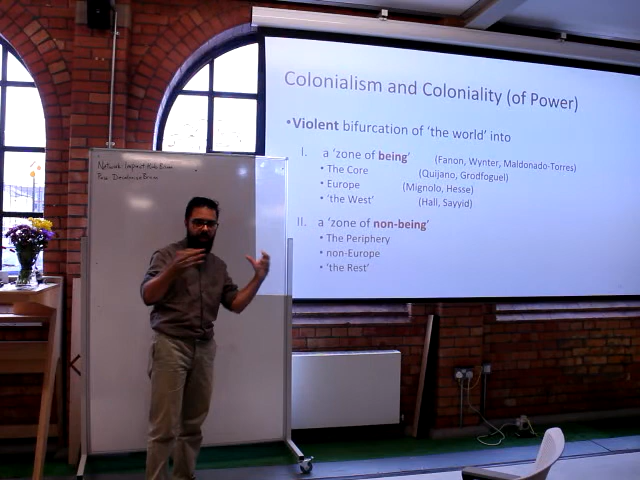 Colonialism and Coloniality (of Power)
•Violent bifurcation of 'the world' into
I. a 'zone of being' (Fanon, Wynter, Maldonado-Torres)
• The Core (Quijano, Grodfoguel)
• Europe (Mignolo, Hesse)
• 'the West' (Hall, Sayyid)
II. a 'zone of non-being'
• The Periphery
• non-Europe
• 'the Rest'
Network: